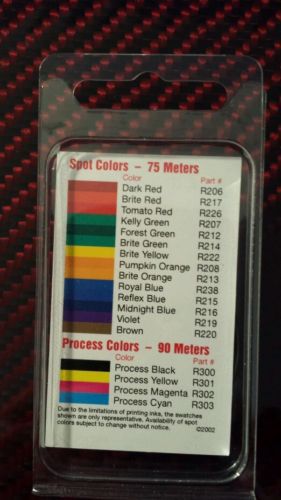 Spot Colors – 75 Meters
Color Part #
Dark Red R206
Brite Red R217
Tomato Red R226
Kelly Green R207
Forest Green R212
Brite Green R214
Brite Yellow R222
Pumpkin Orange R208
Brite Orange R213
Royal Blue R238
Reflex Blue R215
Midnight Blue R216
Violet R219
Brown R220
Process Colors – 90 Meters
Color Part #
Process Black R300
Process Yellow R301
Process Magenta R302
Process Cyan R303
Due to the limitations of printing inks, the swatches
shown are only representative. Availability of spot
colors subject to change without notice. ©2002